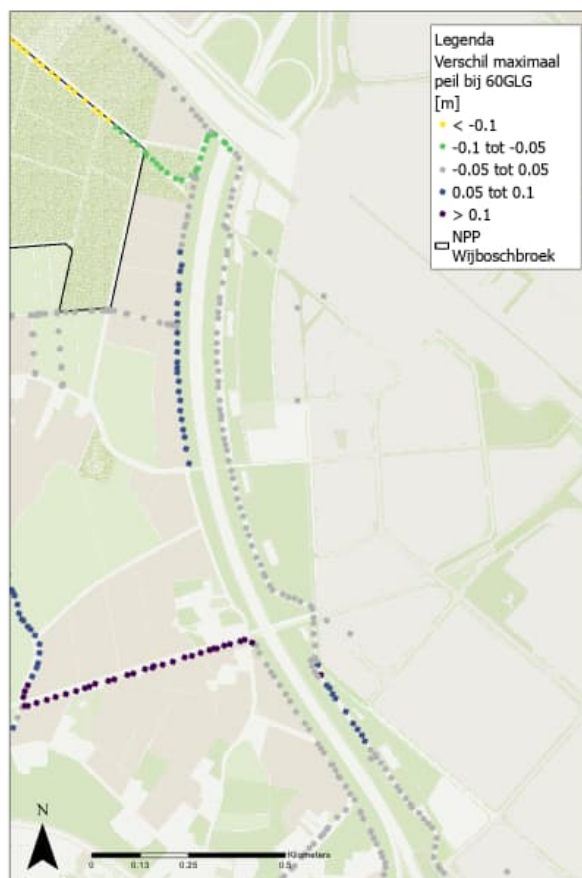 Legenda
Verschil maximaal
peil bij 60GLG
[m]
< -0.1
-0.1 tot -0.05
-0.05 tot 0.05
0.05 tot 0.1
> 0.1
NPP
Wijboschbroek
N
0 0.13 0.25 0.5
Kilometers